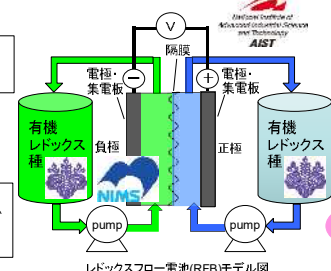 National Institute of
Advanced Industrial Science
and Technology
AIST
V
隔膜
電極・
集電板
−
+
電極・
集電板
有機
レドックス
種
負極
正極
有機
レドックス
種
NIMS
pump
pump
レドックスフロー電池(RFB)モデル図